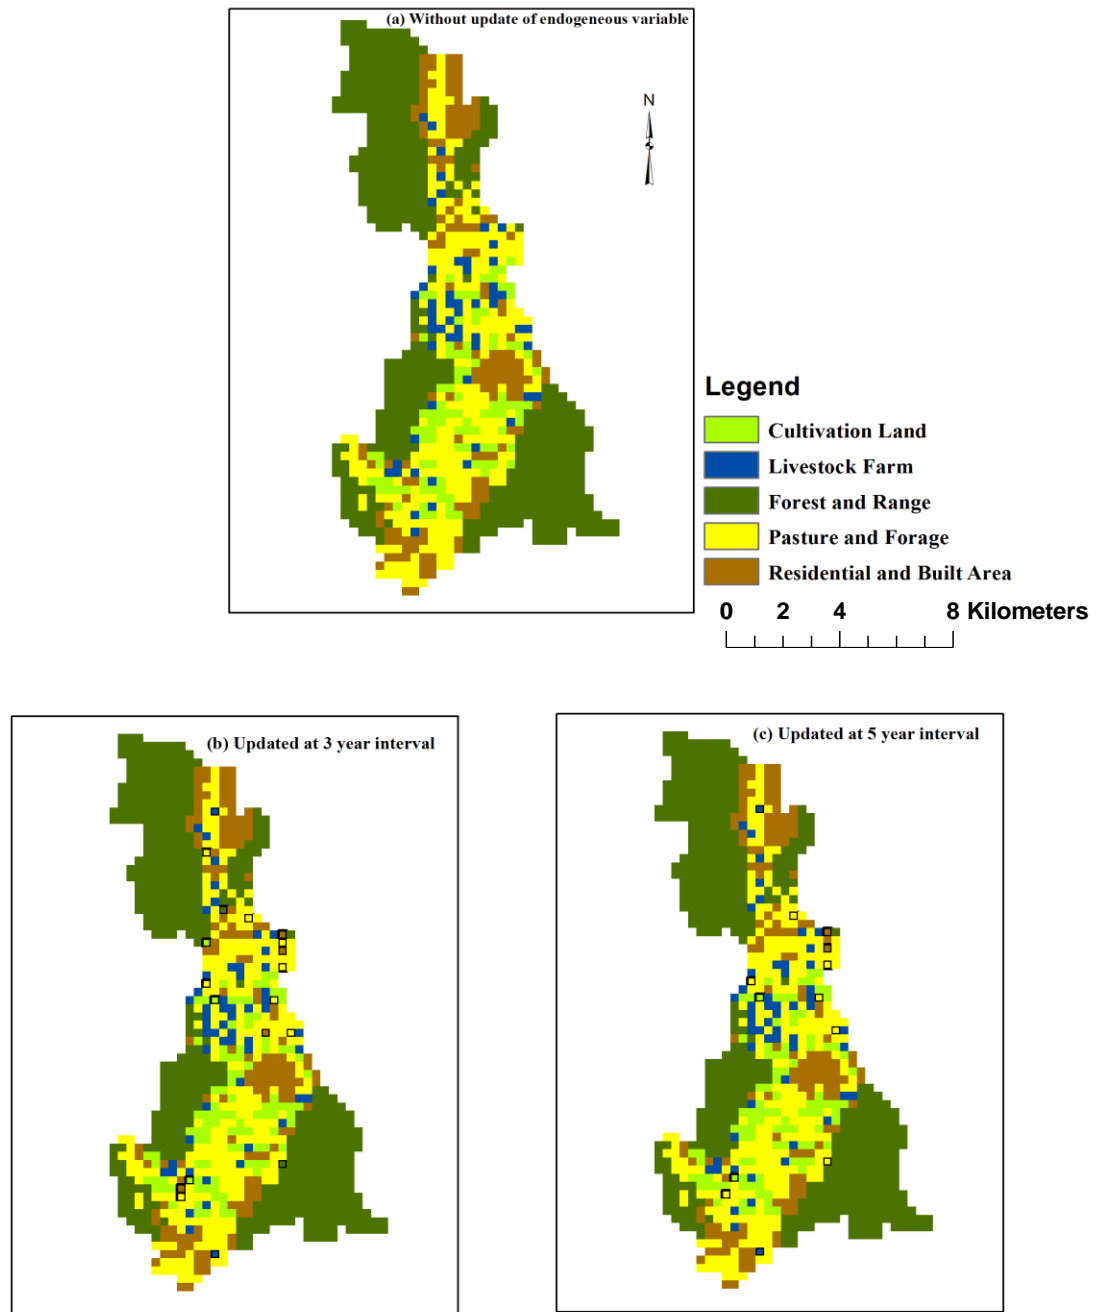 (a) Without update of endogeneous variable
N
Legend
Cultivation Land
Livestock Farm
Forest and Range
Pasture and Forage
Residential and Built Area
0 2 4 8 Kilometers
(b) Updated at 3 year interval
(c) Updated at 5 year interval